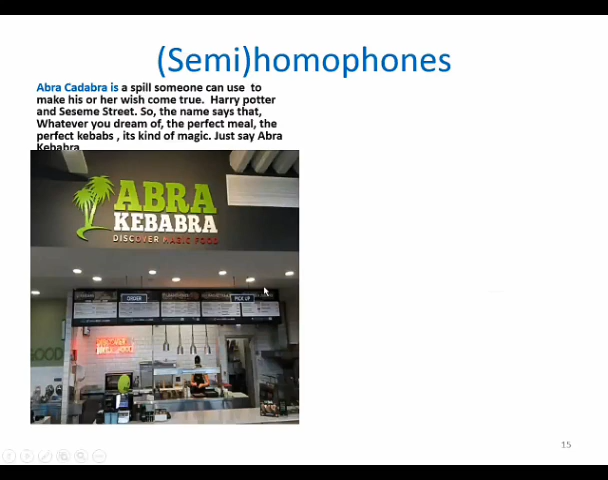 (Semi)homophones
Abra Cadabra is a spill someone can use to
make his or her wish come true. Harry potter
and Seseme Street. So, the name says that,
Whatever you dream of, the perfect meal, the
perfect kebabs , its kind of magic. Just say Abra
Kebabra
ABRA
KEBABRA
DISCOVER MAGIC FOOD
ORDER
PICK UP
GOOD
15